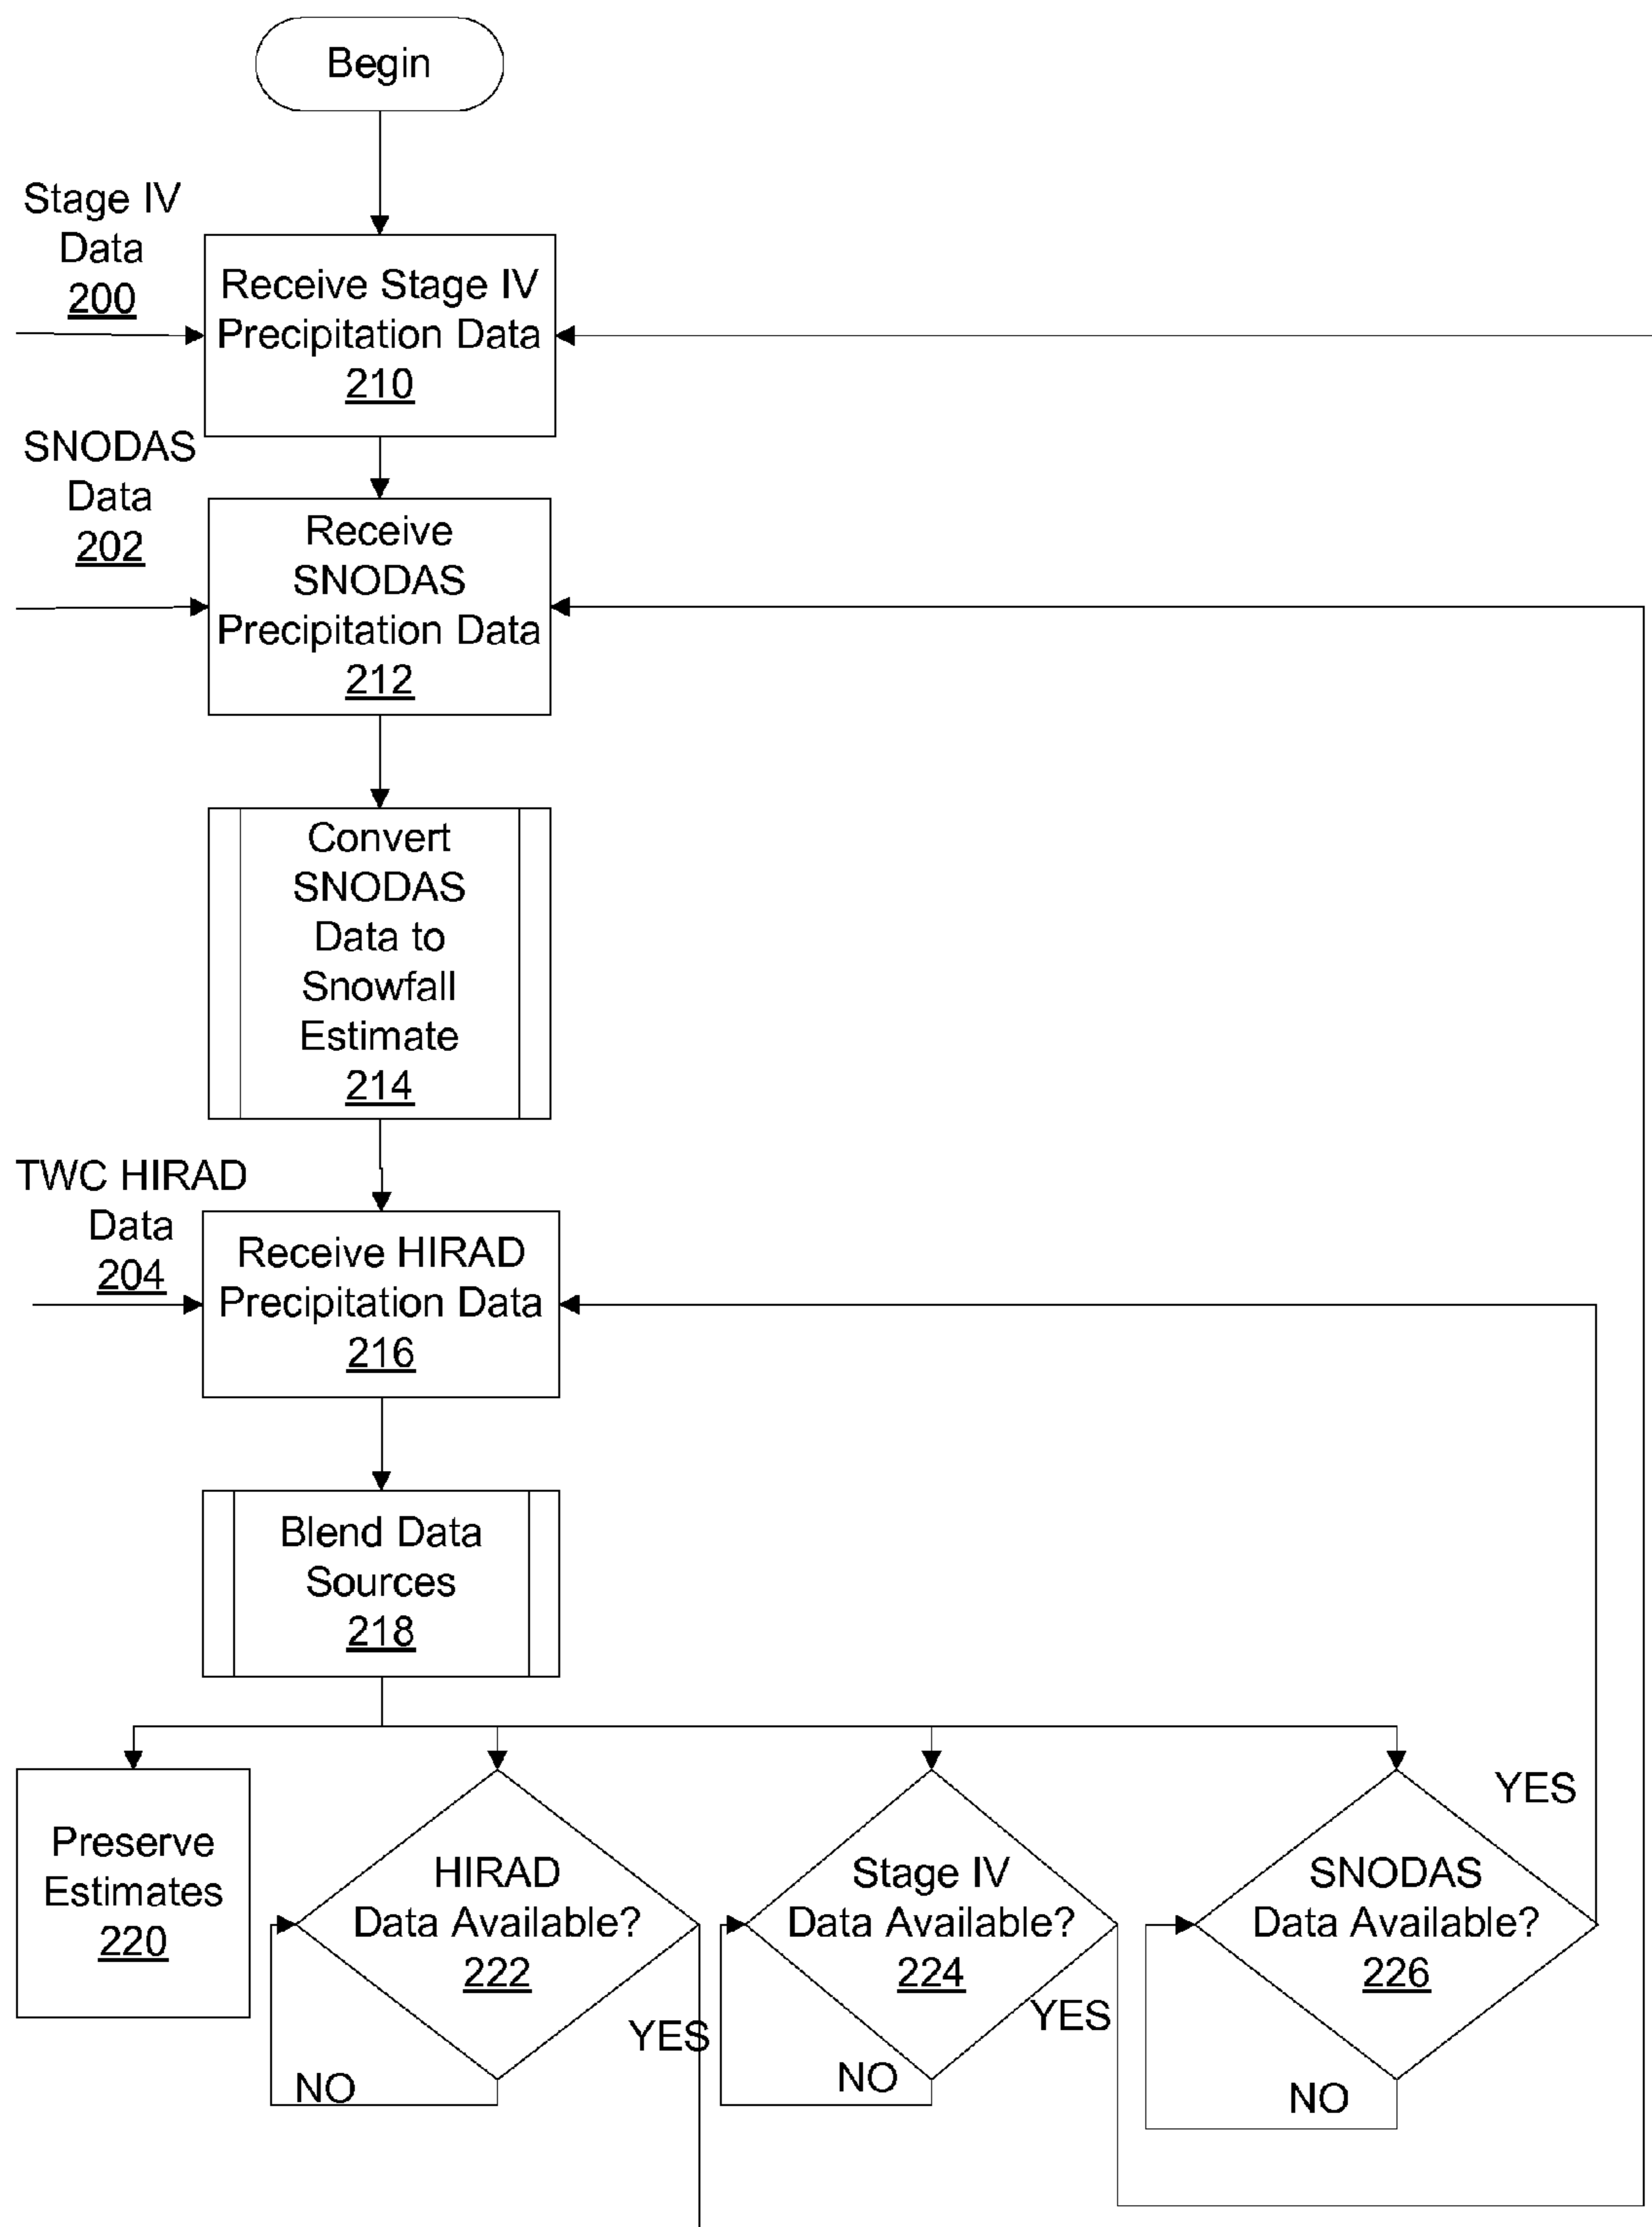 Begin
Stage IV
Data
200
Receive Stage IV
Precipitation Data
210
SNODAS
Data
202
Receive
SNODAS
Precipitation Data
212
Convert
SNODAS
Data to
Snowfall
Estimate
214
TWC HIRAD
Data
204
Receive HIRAD
Precipitation Data
216
Blend Data
Sources
218
Preserve
Estimates
220
HIRAD
Data Available?
222
YES
NO
Stage IV
Data Available?
224
YES
NO
SNODAS
Data Available?
226
YES
NO